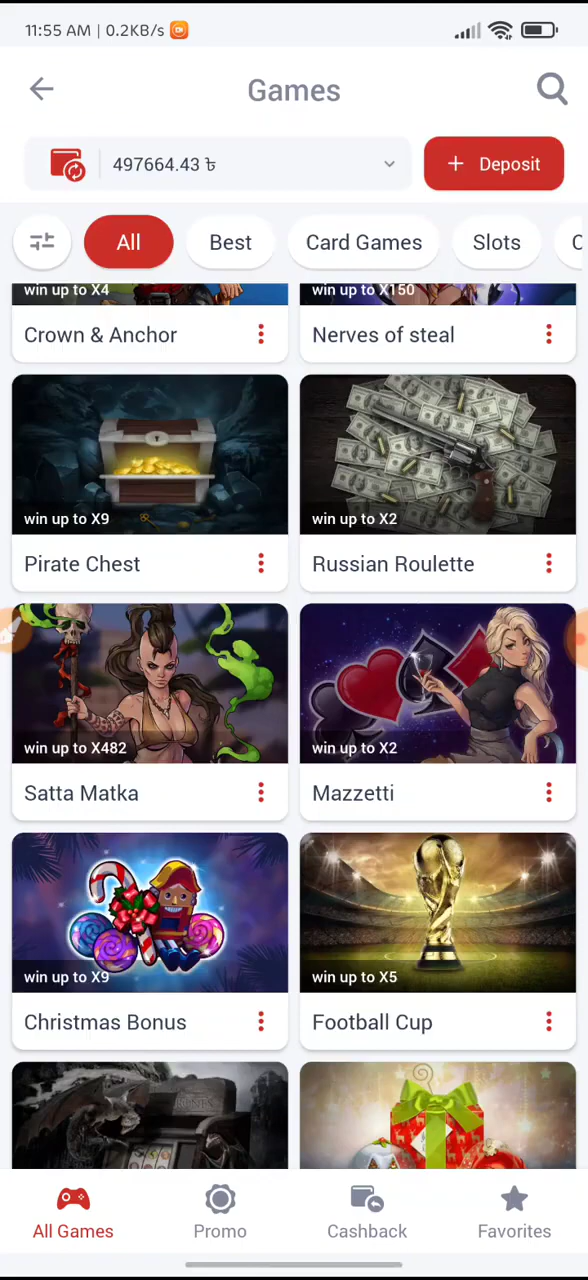 11:55 AM | 0.2KB/s
Games
497664.43 ৳
+ Deposit
All
Best
Card Games
Slots
win up to X4
win up to X150
Crown & Anchor
Nerves of steal
win up to X9
win up to X2
Pirate Chest
Russian Roulette
win up to X482
win up to X2
Satta Matka
Mazzetti
win up to X9
win up to X5
Christmas Bonus
Football Cup
All Games
Promo
Cashback
Favorites